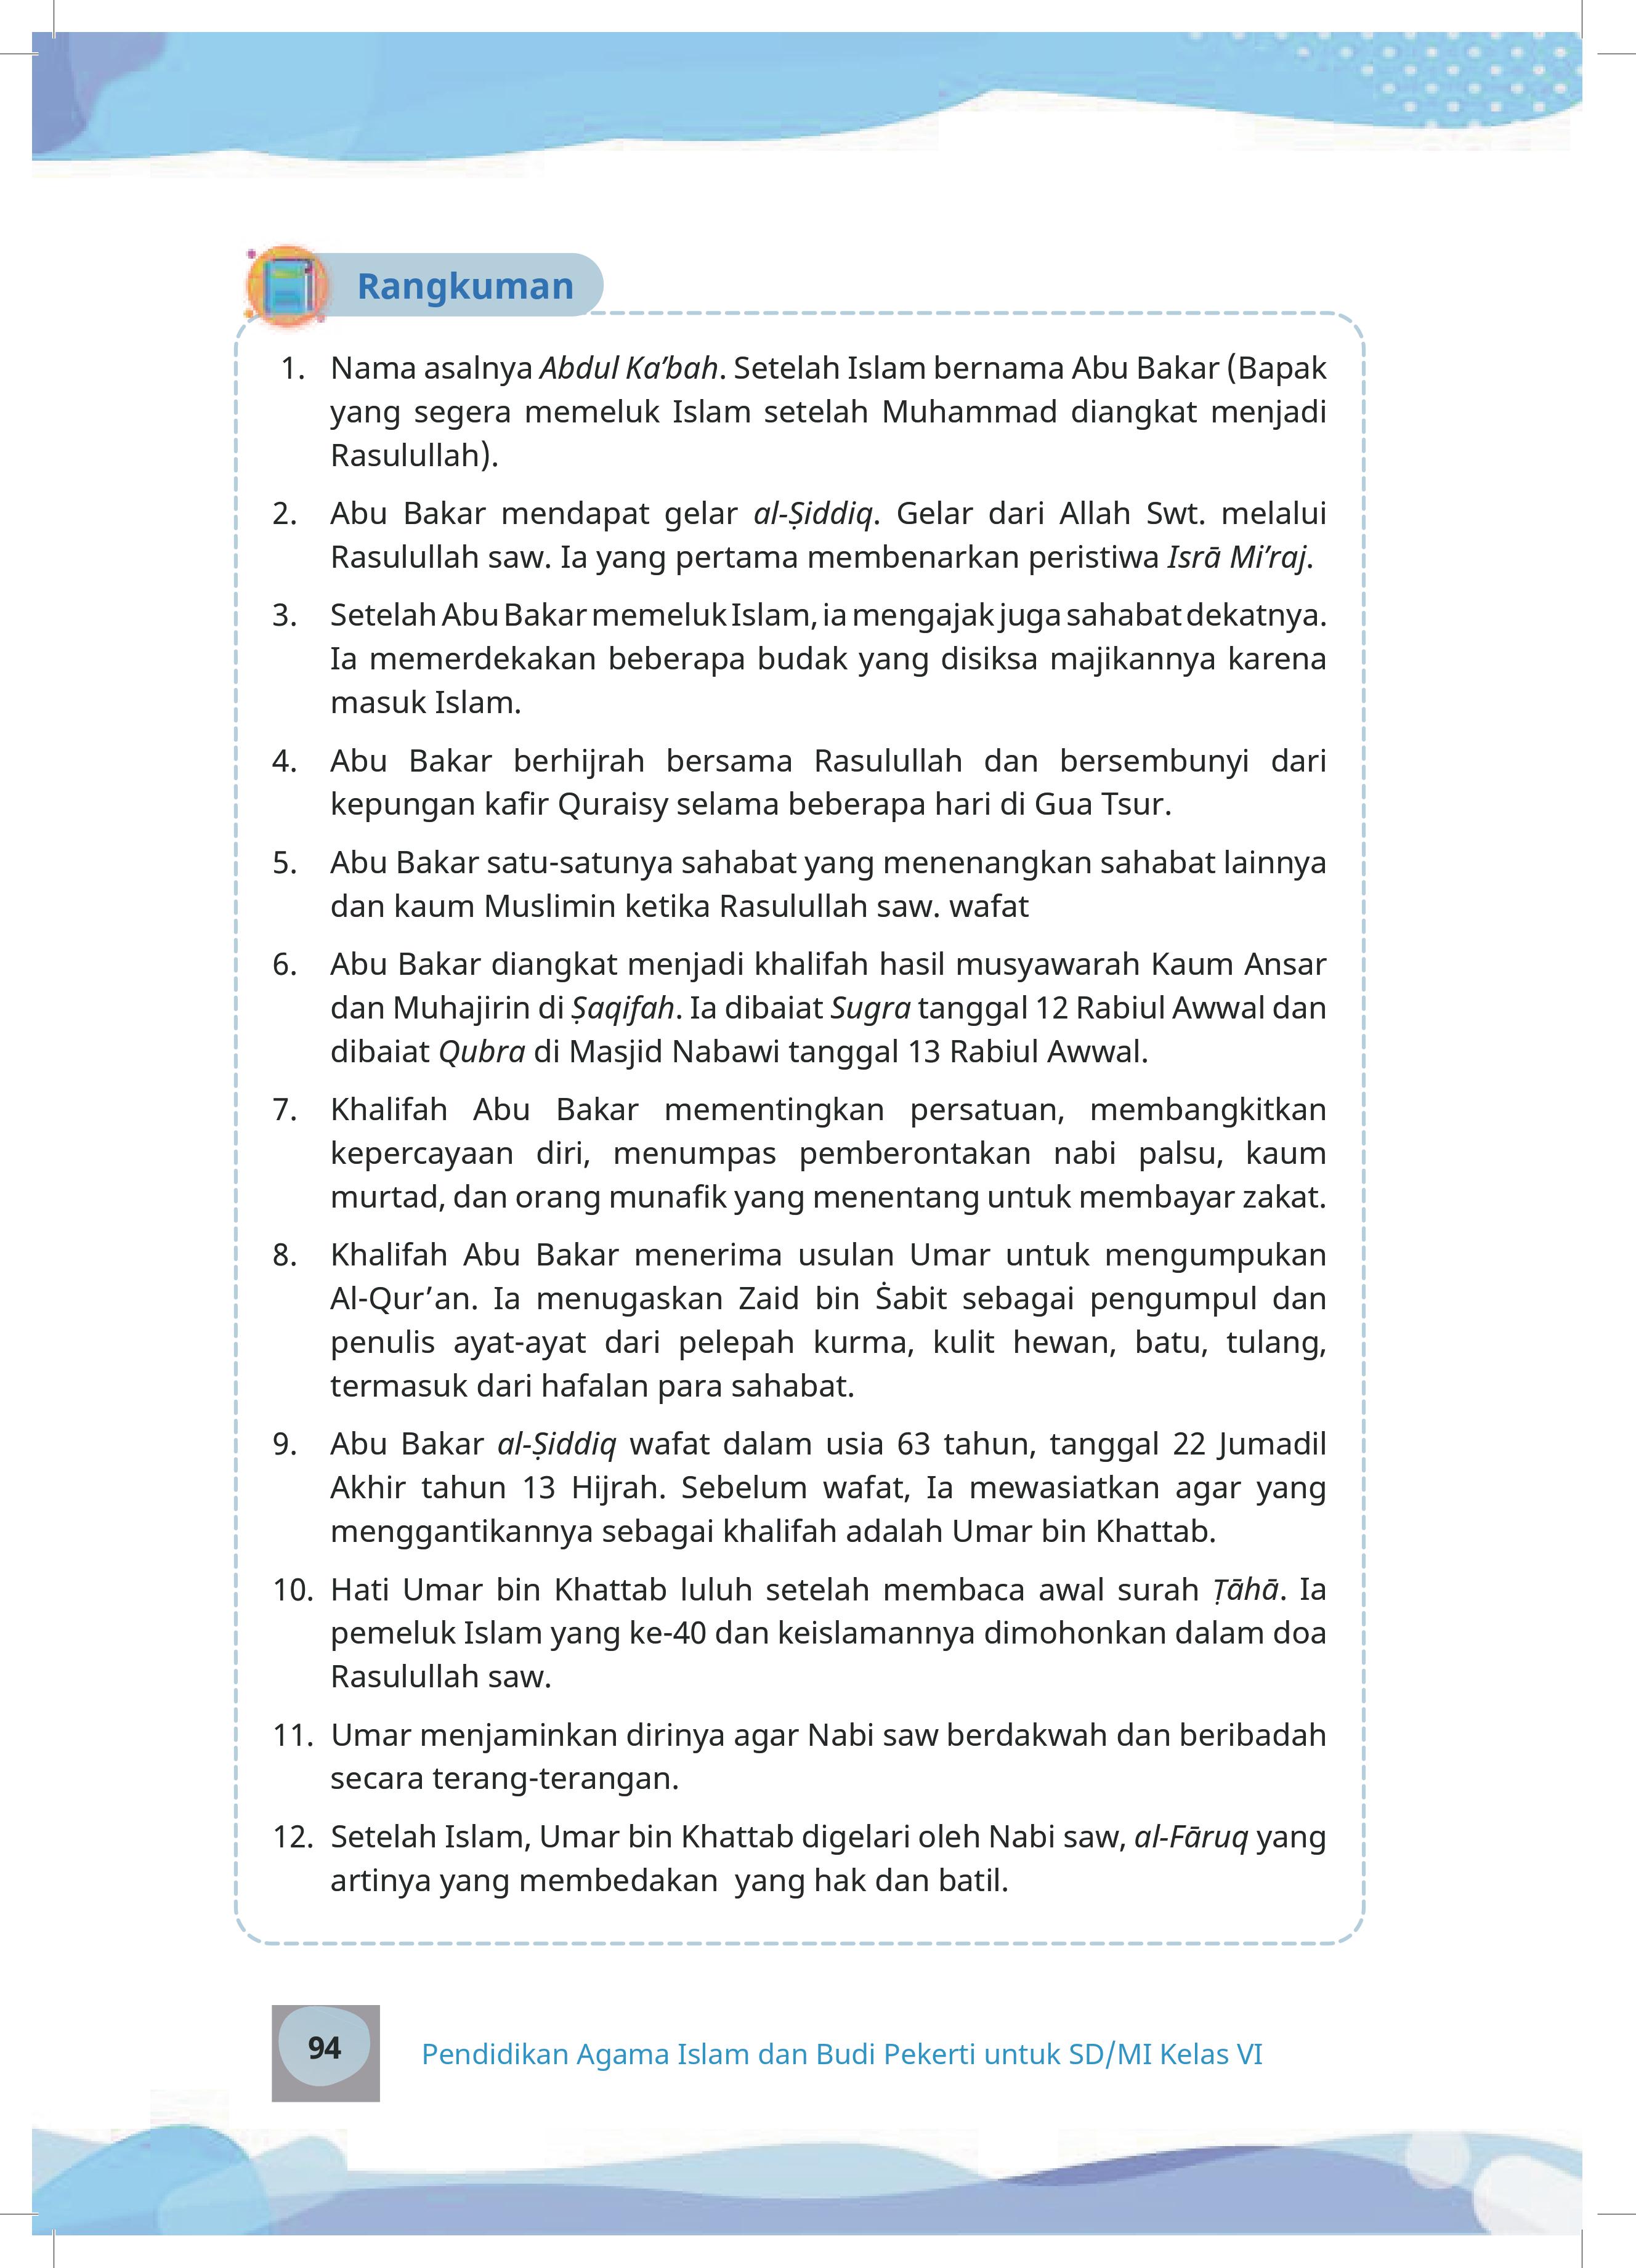 Rangkuman
1. Nama asalnya Abdul Ka’bah. Setelah Islam bernama Abu Bakar (Bapak
yang segera memeluk Islam setelah Muhammad diangkat menjadi
Rasulullah).
2. Abu Bakar mendapat gelar al-Ṣiddiq. Gelar dari Allah Swt. melalui
Rasulullah saw. Ia yang pertama membenarkan peristiwa Isrā Mi’raj.
3. Setelah Abu Bakar memeluk Islam, ia mengajak juga sahabat dekatnya.
Ia memerdekakan beberapa budak yang disiksa majikannya karena
masuk Islam.
4. Abu Bakar berhijrah bersama Rasulullah dan bersembunyi dari
kepungan kafir Quraisy selama beberapa hari di Gua Tsur.
5. Abu Bakar satu-satunya sahabat yang menenangkan sahabat lainnya
dan kaum Muslimin ketika Rasulullah saw. wafat
6. Abu Bakar diangkat menjadi khalifah hasil musyawarah Kaum Ansar
dan Muhajirin di Ṣaqifah. Ia dibaiat Sugra tanggal 12 Rabiul Awwal dan
dibaiat Qubra di Masjid Nabawi tanggal 13 Rabiul Awwal.
7. Khalifah Abu Bakar mementingkan persatuan, membangkitkan
kepercayaan diri, menumpas pemberontakan nabi palsu, kaum
murtad, dan orang munafik yang menentang untuk membayar zakat.
8. Khalifah Abu Bakar menerima usulan Umar untuk mengumpukan
Al-Qur’an. Ia menugaskan Zaid bin Ṡabit sebagai pengumpul dan
penulis ayat-ayat dari pelepah kurma, kulit hewan, batu, tulang,
termasuk dari hafalan para sahabat.
9. Abu Bakar al-Ṣiddiq wafat dalam usia 63 tahun, tanggal 22 Jumadil
Akhir tahun 13 Hijrah. Sebelum wafat, Ia mewasiatkan agar yang
menggantikannya sebagai khalifah adalah Umar bin Khattab.
10. Hati Umar bin Khattab luluh setelah membaca awal surah Ṭāhā. Ia
pemeluk Islam yang ke-40 dan keislamannya dimohonkan dalam doa
Rasulullah saw.
11. Umar menjaminkan dirinya agar Nabi saw berdakwah dan beribadah
secara terang-terangan.
12. Setelah Islam, Umar bin Khattab digelari oleh Nabi saw, al-Fāruq yang
artinya yang membedakan yang hak dan batil.
94
Pendidikan Agama Islam dan Budi Pekerti untuk SD/MI Kelas VI